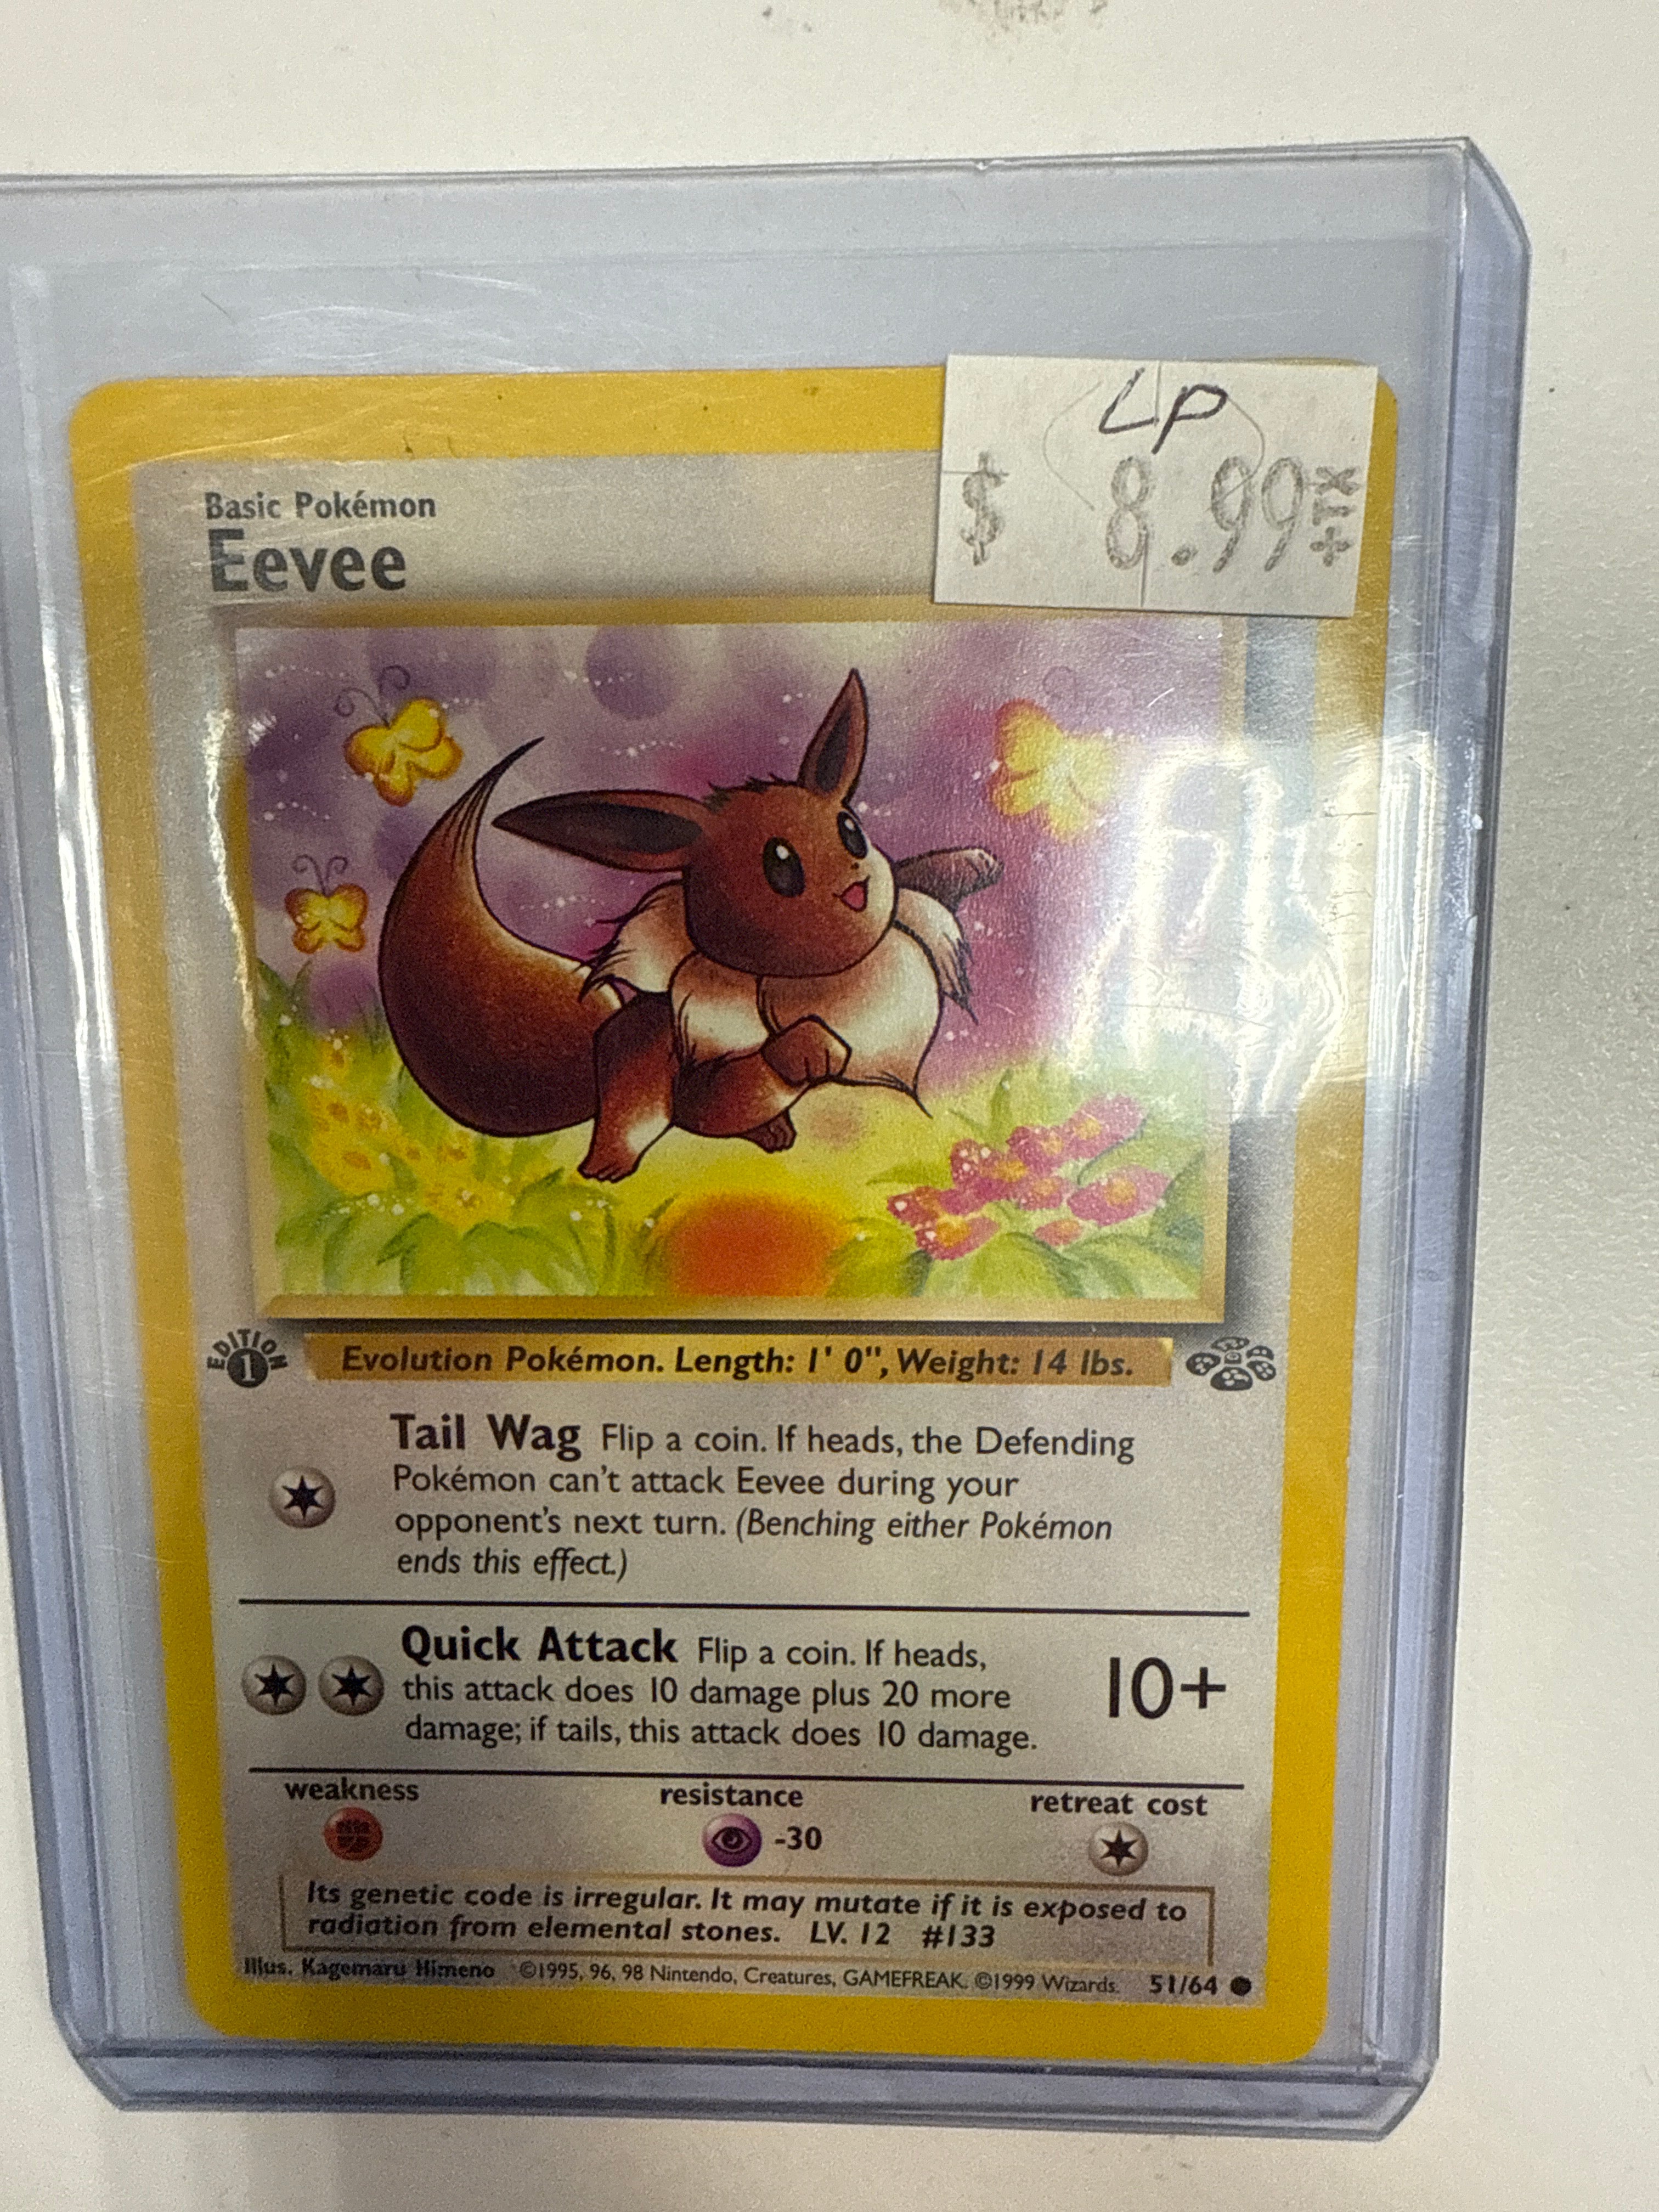 LP
$ 8.99 +TX
Basic Pokémon
Eevee
EDITION
1
Evolution Pokémon. Length: 1' 0", Weight: 14 lbs.
Tail Wag Flip a coin. If heads, the Defending
Pokémon can't attack Eevee during your
opponent's next turn. (Benching either Pokémon
ends this effect.)
Quick Attack Flip a coin. If heads,
this attack does 10 damage plus 20 more
damage; if tails, this attack does 10 damage.
10+
weakness
resistance
retreat cost
-30
Its genetic code is irregular. It may mutate if it is exposed to
radiation from elemental stones. LV. 12 #133
Illus. Kagemaru Himeno ©1995, 96, 98 Nintendo, Creatures, GAMEFREAK. ©1999 Wizards. 51/64